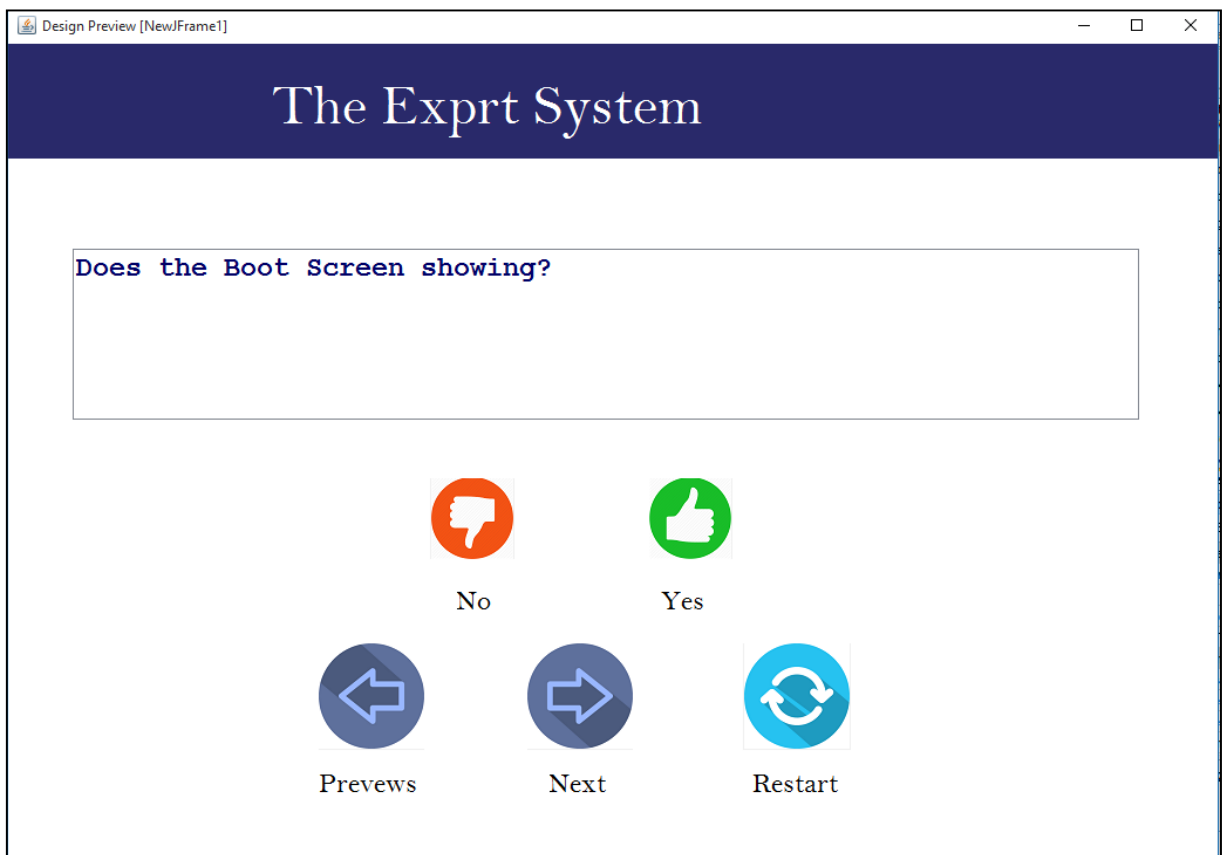 Design Preview [NewJFrame1]
The Exprt System
Does the Boot Screen showing?
No Yes
Prevews Next Restart